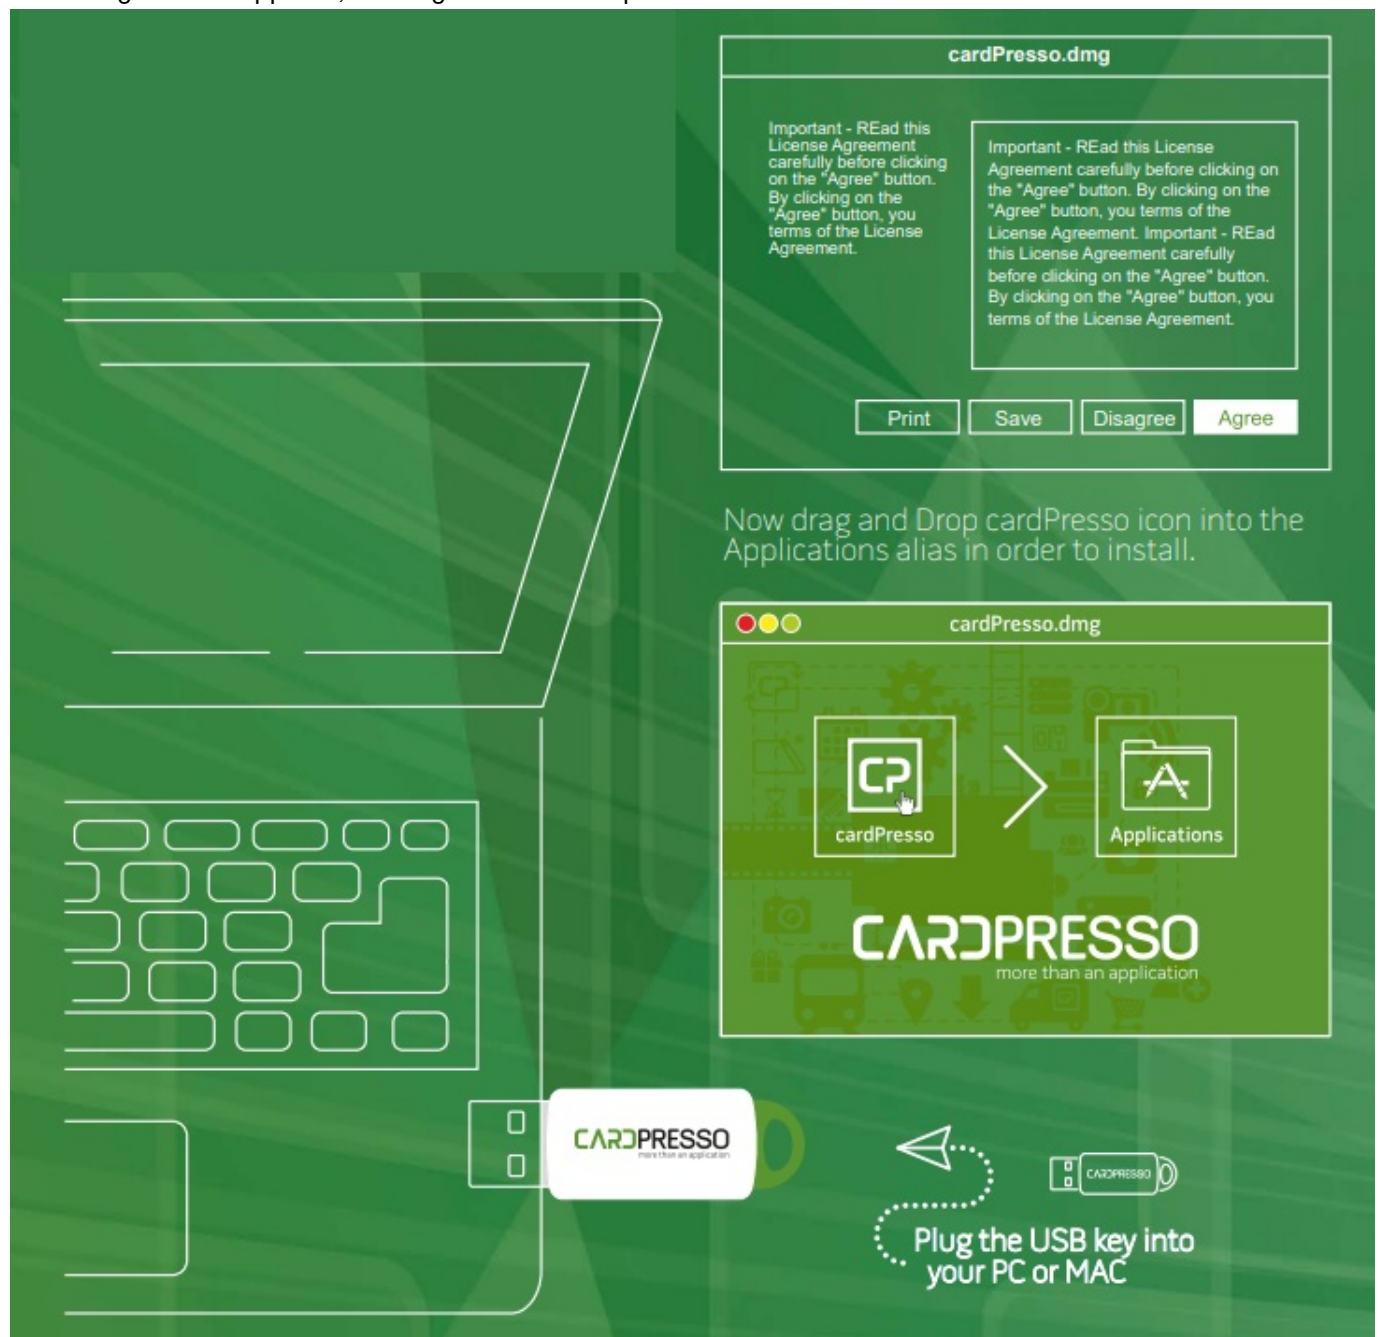 cardPresso.dmg
Important - REad this
License Agreement
carefully before clicking
on the "Agree" button.
By clicking on the
"Agree" button, you
terms of the License
Agreement.
Important - REad this License
Agreement carefully before clicking on
the "Agree" button. By clicking on the
"Agree" button, you terms of the
License Agreement. Important - REad
this License Agreement carefully
before clicking on the "Agree" button.
By clicking on the "Agree" button, you
terms of the License Agreement.
Print Save Disagree Agree
Now drag and Drop cardPresso icon into the
Applications alias in order to install.
cardPresso.dmg
CP
cardPresso
Applications
CARDPRESSO
more than an application
CARDPRESSO
more than an application
CARDPRESSO
Plug the USB key into
your PC or MAC